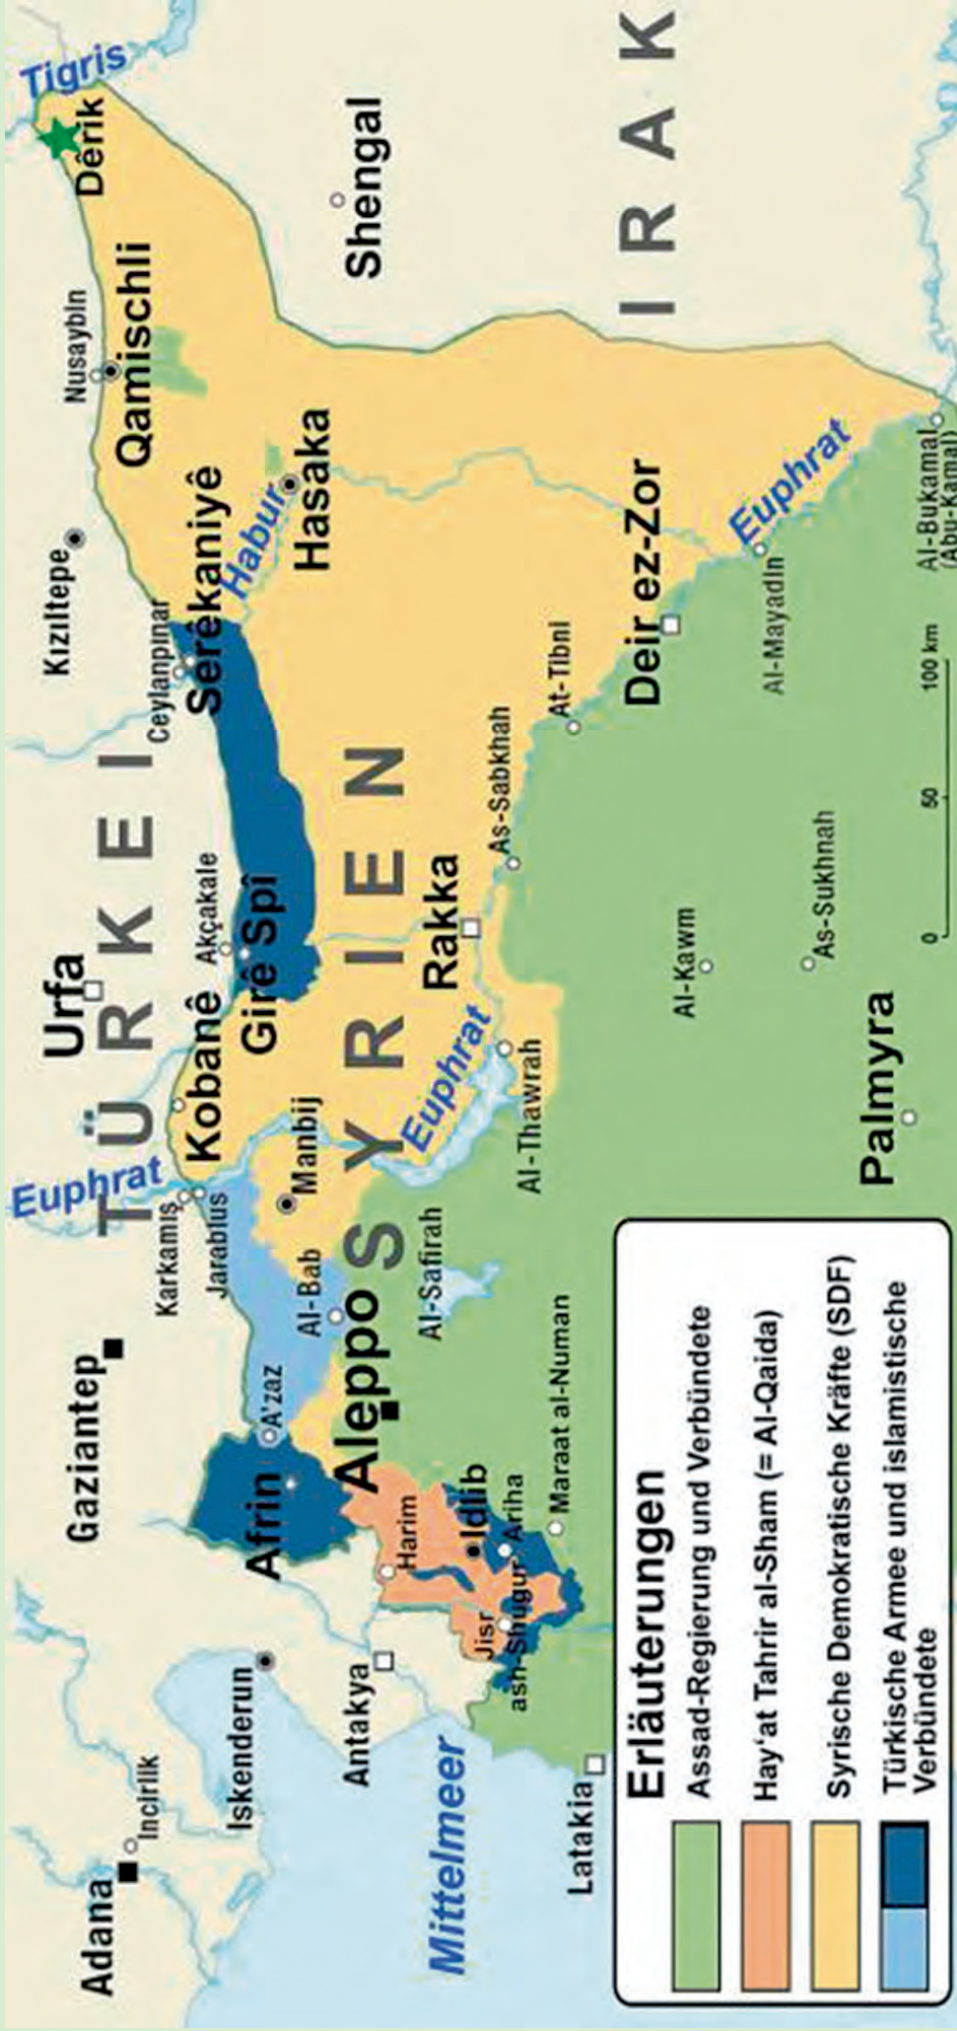 Tigris
Dêrik
Nusaybin
Qamischli
Shengal
IRAK
Kızıltepe
Habur
Hasaka
Ceylanpınar
Serêkaniyê
Deir ez-Zor
Euphrat
Al-Mayadin
Al-Bukamal
(Abu-Kamal)
TÜRKEI
Urfa
Akçakale
Girê Spî
Kobanê
SYRIEN
Rakka
As-Sabkhah
At-Tibni
Al-Kawm
As-Sukhnah
Palmyra
0 50 100 km
Euphrat
Karkamış
Jarablus
Manbij
Euphrat
Al-Thawrah
Gaziantep
A'zaz
Al-Bab
Aleppo
Al-Safirah
Afrin
Harim
Idlib
Ariha
Maraat al-Numan
Jisr
ash-Shugur
Adana
Incirlik
Iskenderun
Antakya
Mittelmeer
Latakia
Erläuterungen
Assad-Regierung und Verbündete
Hay'at Tahrir al-Sham (= Al-Qaida)
Syrische Demokratische Kräfte (SDF)
Türkische Armee und islamistische
Verbündete